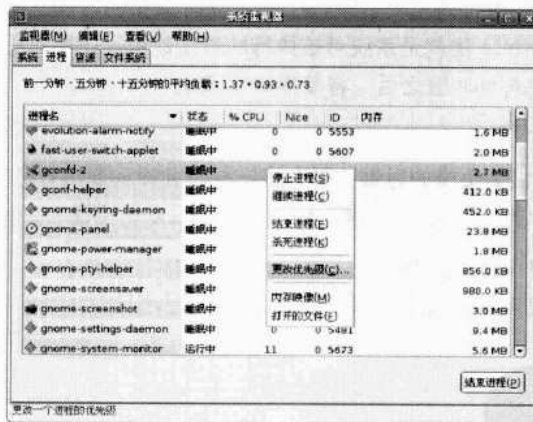 系统监视器
监视器(M) 编辑(E) 查看(V) 帮助(H)
系统 进程 资源 文件系统
前一分钟、五分钟、十五分钟的平均负载：1.37，0.93，0.73
进程名 状态 % CPU Nice ID 内存
evolution-alarm-notify 睡眠中 0 0 5553 1.6 MB
fast-user-switch-applet 睡眠中 0 0 5607 2.0 MB
gconfd-2 睡眠中 2.7 MB
gconf-helper 睡眠中 412.0 KB
gnome-keyring-daemon 睡眠中 452.0 KB
gnome-panel 睡眠中 23.8 MB
gnome-power-manager 睡眠中 1.8 MB
gnome-pty-helper 睡眠中 856.0 KB
gnome-screensaver 睡眠中 980.0 KB
gnome-screenshot 睡眠中 3.0 MB
gnome-settings-daemon 睡眠中 0 0 5481 9.4 MB
gnome-system-monitor 运行中 11 0 5673 5.6 MB
停止进程(S)
继续进程(C)
结束进程(E)
杀死进程(K)
更改优先级(C)...
内存映像(M)
打开的文件(F)
结束进程(P)
更改一个进程的优先级